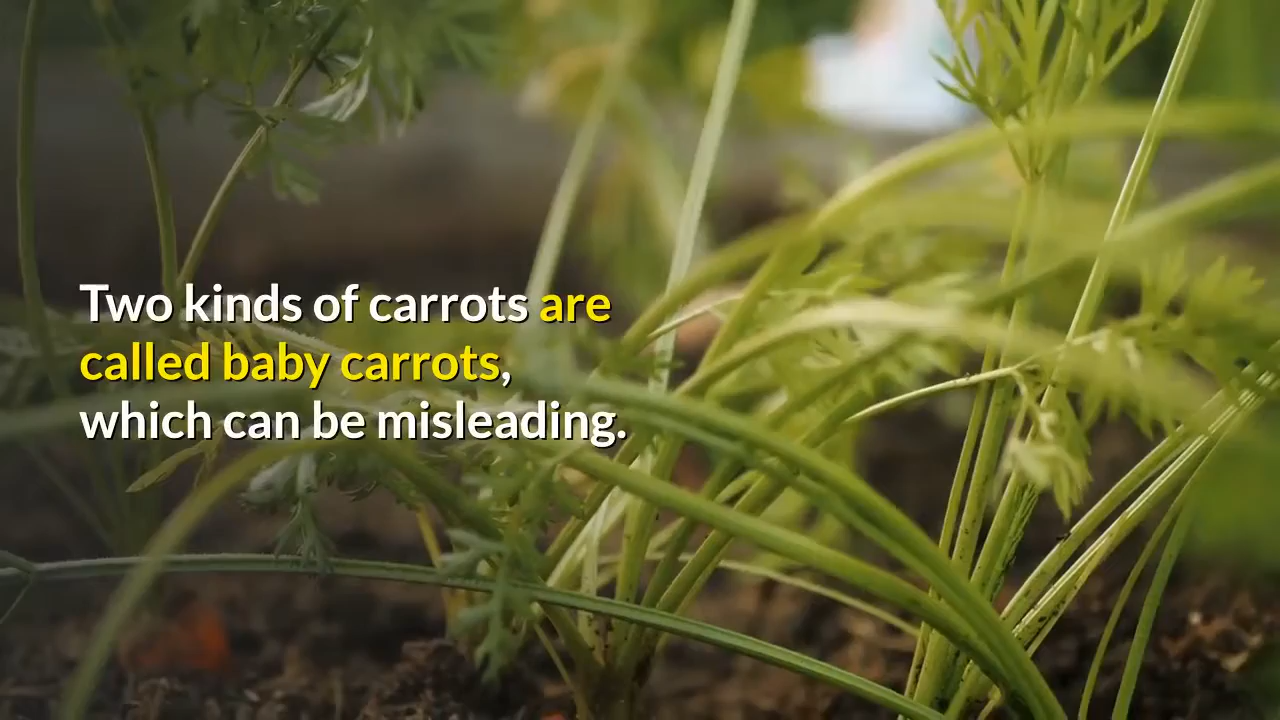 Two kinds of carrots are
called baby carrots,
which can be misleading.